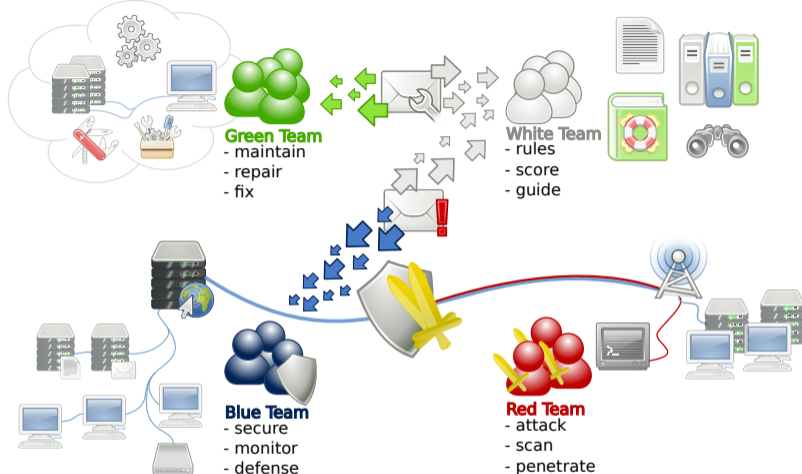 Green Team
- maintain
- repair
- fix
White Team
- rules
- score
- guide
Blue Team
- secure
- monitor
- defense
Red Team
- attack
- scan
- penetrate
>_